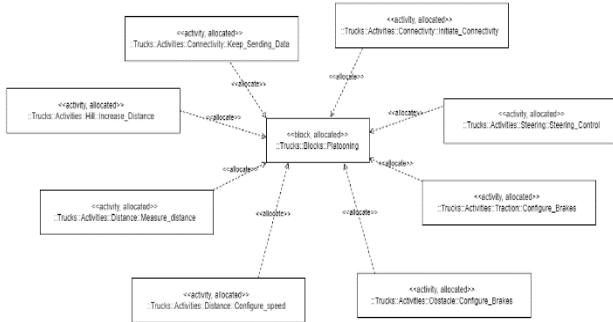 <<activity, allocated>>
::Trucks::Activities::Connectivity::Keep_Sending_Data
<<activity, allocated>>
::Trucks::Activities::Connectivity::Initiate_Connectivity
<<allocate>>
<<allocate>>
<<activity, allocated>>
::Trucks::Activities::Hill::Increase_Distance
<<allocate>>
<<block, allocated>>
::Trucks::Blocks::Platooning
<<allocate>>
<<activity, allocated>>
::Trucks::Activities::Steering::Steering_Control
<<allocate>>
<<allocate>>
<<activity, allocated>>
::Trucks::Activities::Distance::Measure_distance
<<activity, allocated>>
::Trucks::Activities::Traction::Configure_Brakes
<<allocate>>
<<allocate>>
<<activity, allocated>>
::Trucks::Activities::Distance::Configure_speed
<<activity, allocated>>
::Trucks::Activities::Obstacle::Configure_Brakes